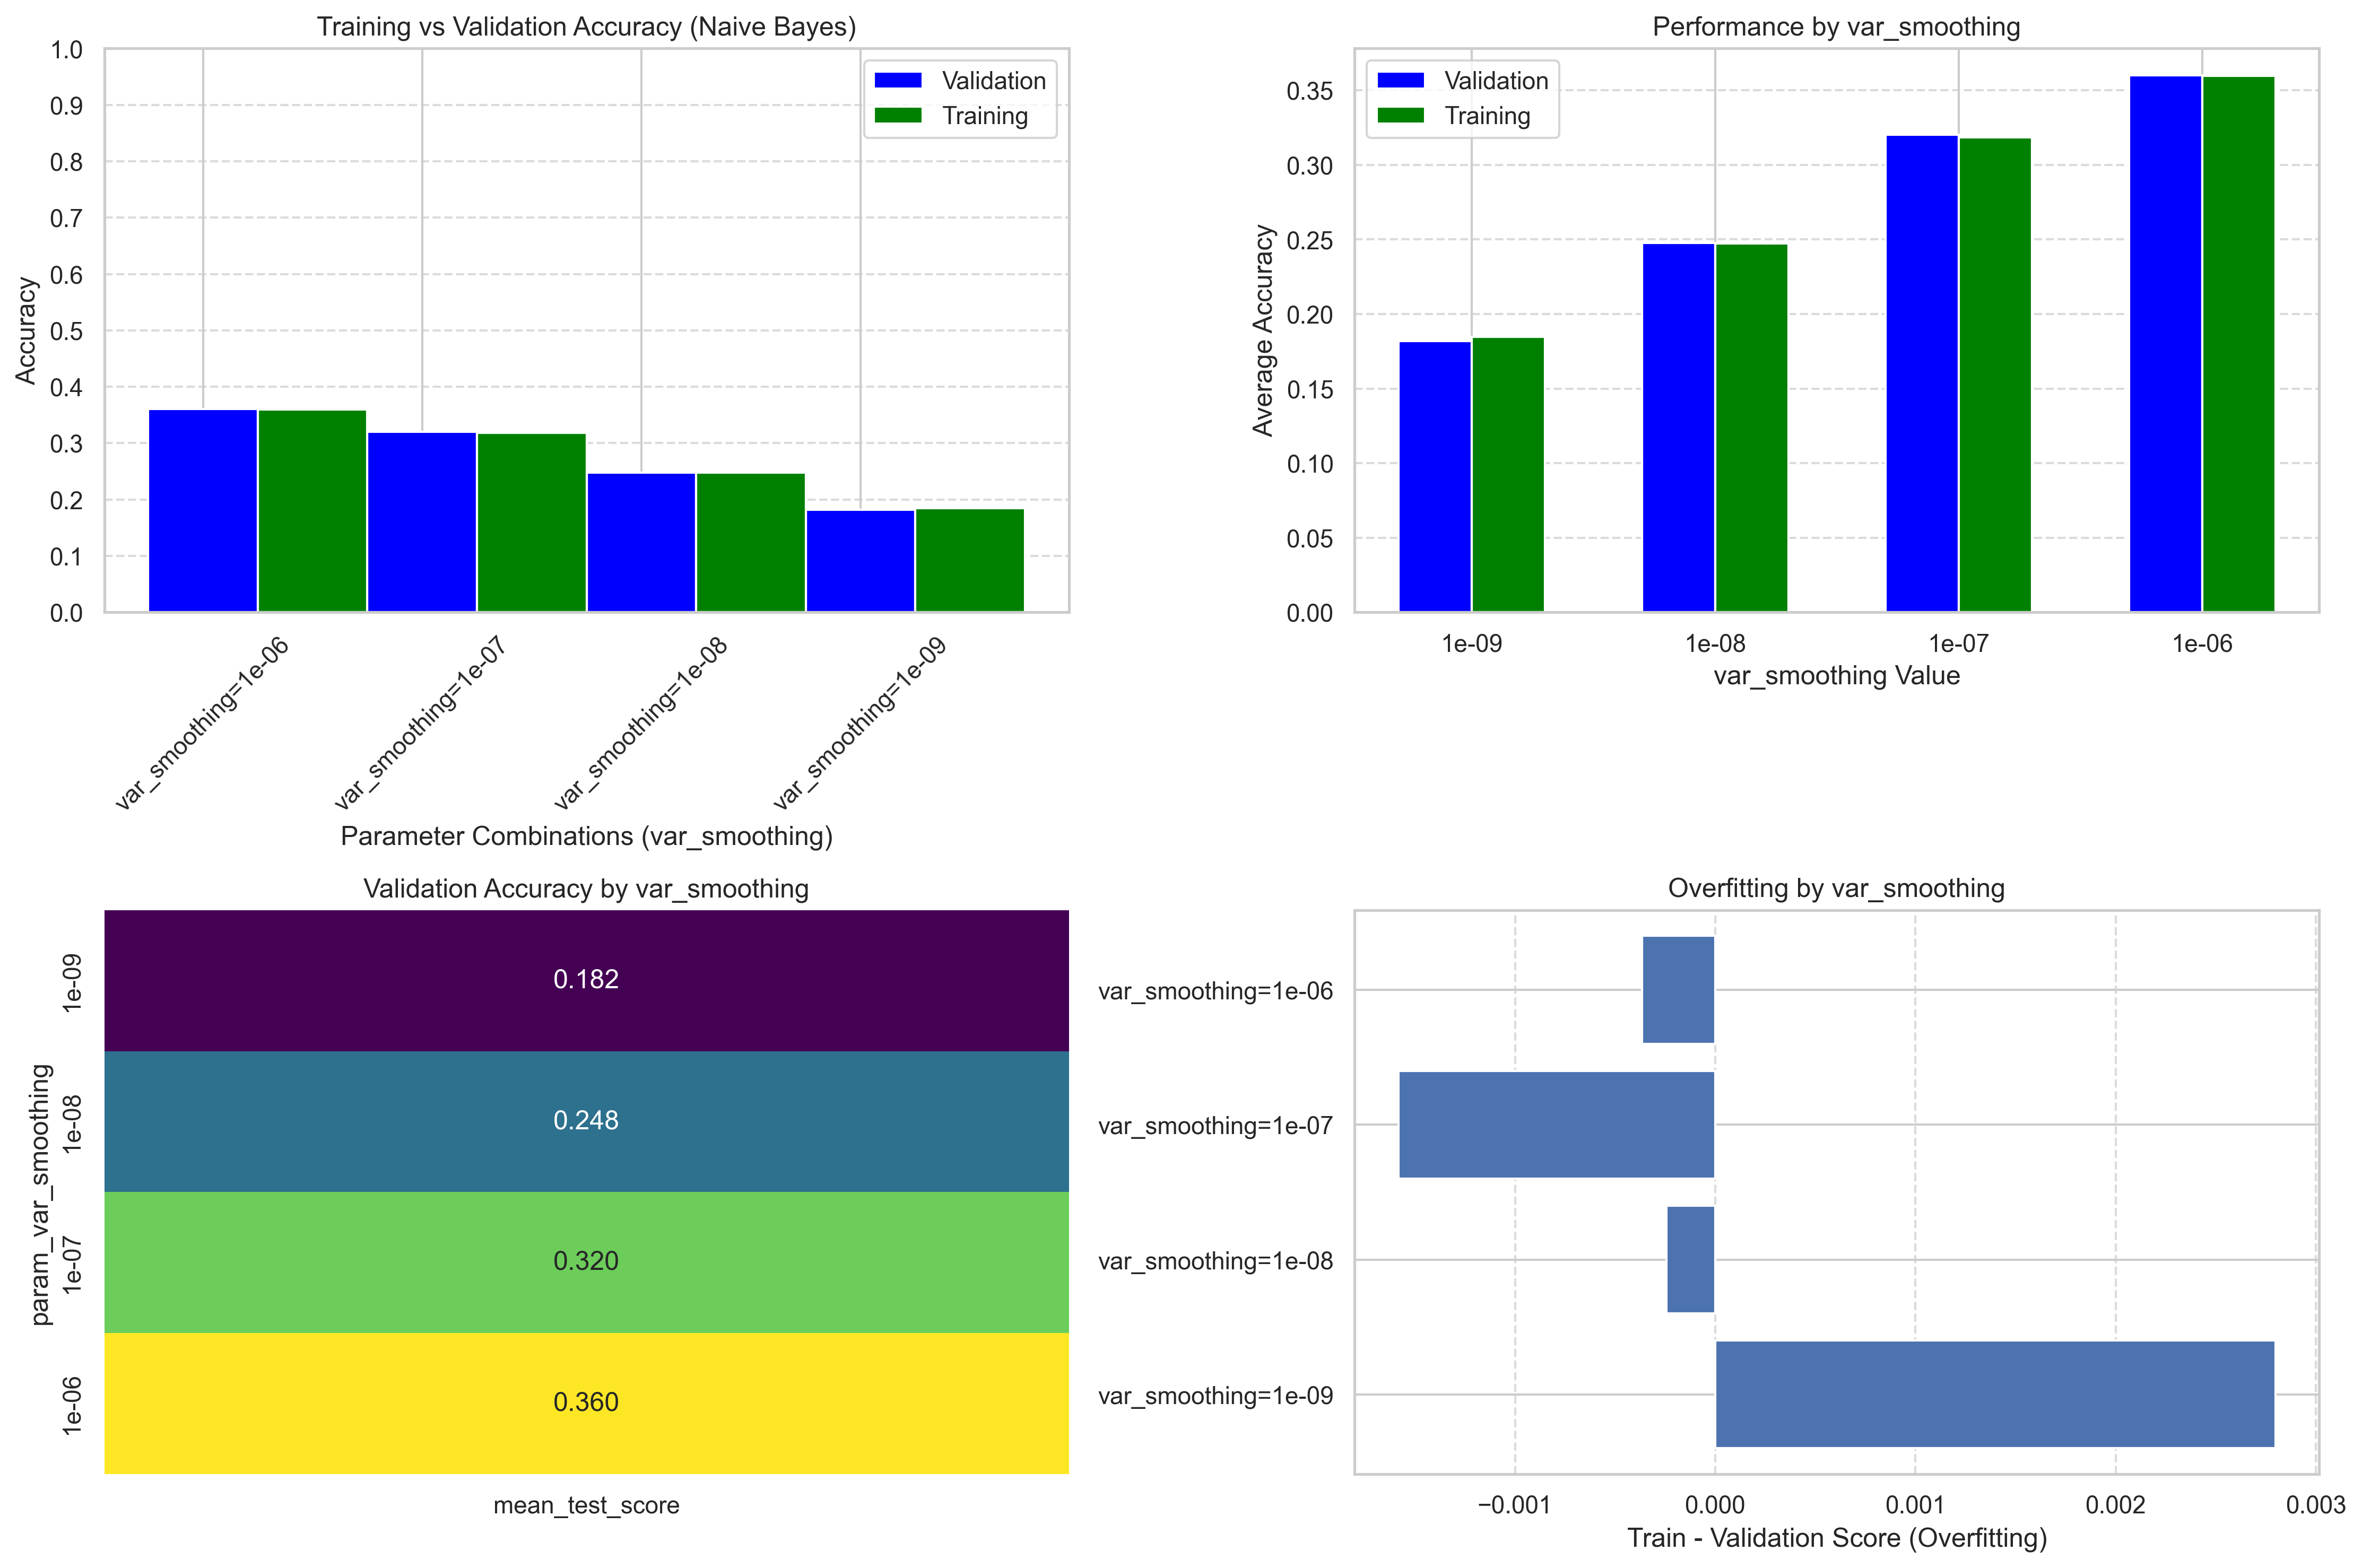 Training vs Validation Accuracy (Naive Bayes)
1.0
0.9
0.8
0.7
0.6
0.5
0.4
0.3
0.2
0.1
0.0
Accuracy
Validation
Training
var_smoothing=1e-06
var_smoothing=1e-07
var_smoothing=1e-08
var_smoothing=1e-09
Parameter Combinations (var_smoothing)
Performance by var_smoothing
0.35
0.30
0.25
0.20
0.15
0.10
0.05
0.00
Average Accuracy
Validation
Training
1e-09
1e-08
1e-07
1e-06
var_smoothing Value
Validation Accuracy by var_smoothing
param_var_smoothing
1e-09
0.182
1e-08
0.248
1e-07
0.320
1e-06
0.360
mean_test_score
Overfitting by var_smoothing
var_smoothing=1e-06
var_smoothing=1e-07
var_smoothing=1e-08
var_smoothing=1e-09
−0.001
0.000
0.001
0.002
0.003
Train - Validation Score (Overfitting)